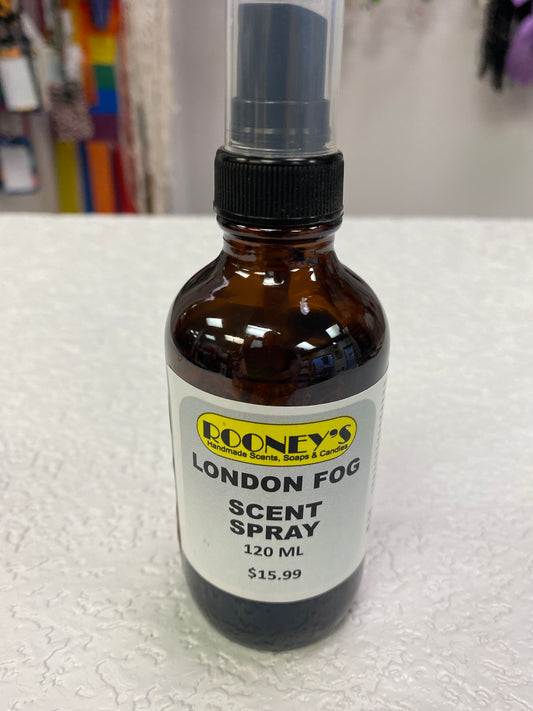 ROONEY'S
Handmade Scents, Soaps & Candles
LONDON FOG
SCENT
SPRAY
120 ML
$15.99